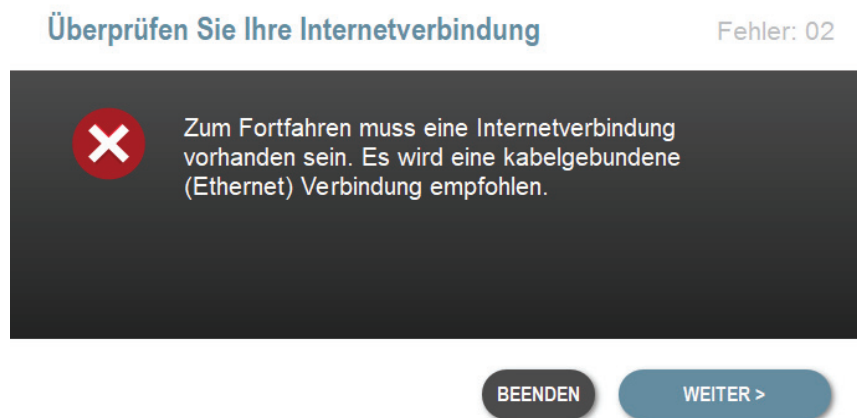 Überprüfen Sie Ihre Internetverbindung
Fehler: 02
Zum Fortfahren muss eine Internetverbindung
vorhanden sein. Es wird eine kabelgebundene
(Ethernet) Verbindung empfohlen.
BEENDEN
WEITER >